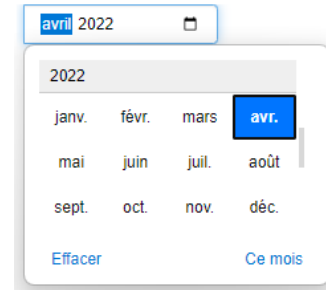 avril 2022
2022
janv. févr. mars avr.
mai juin juil. août
sept. oct. nov. déc.
Effacer Ce mois